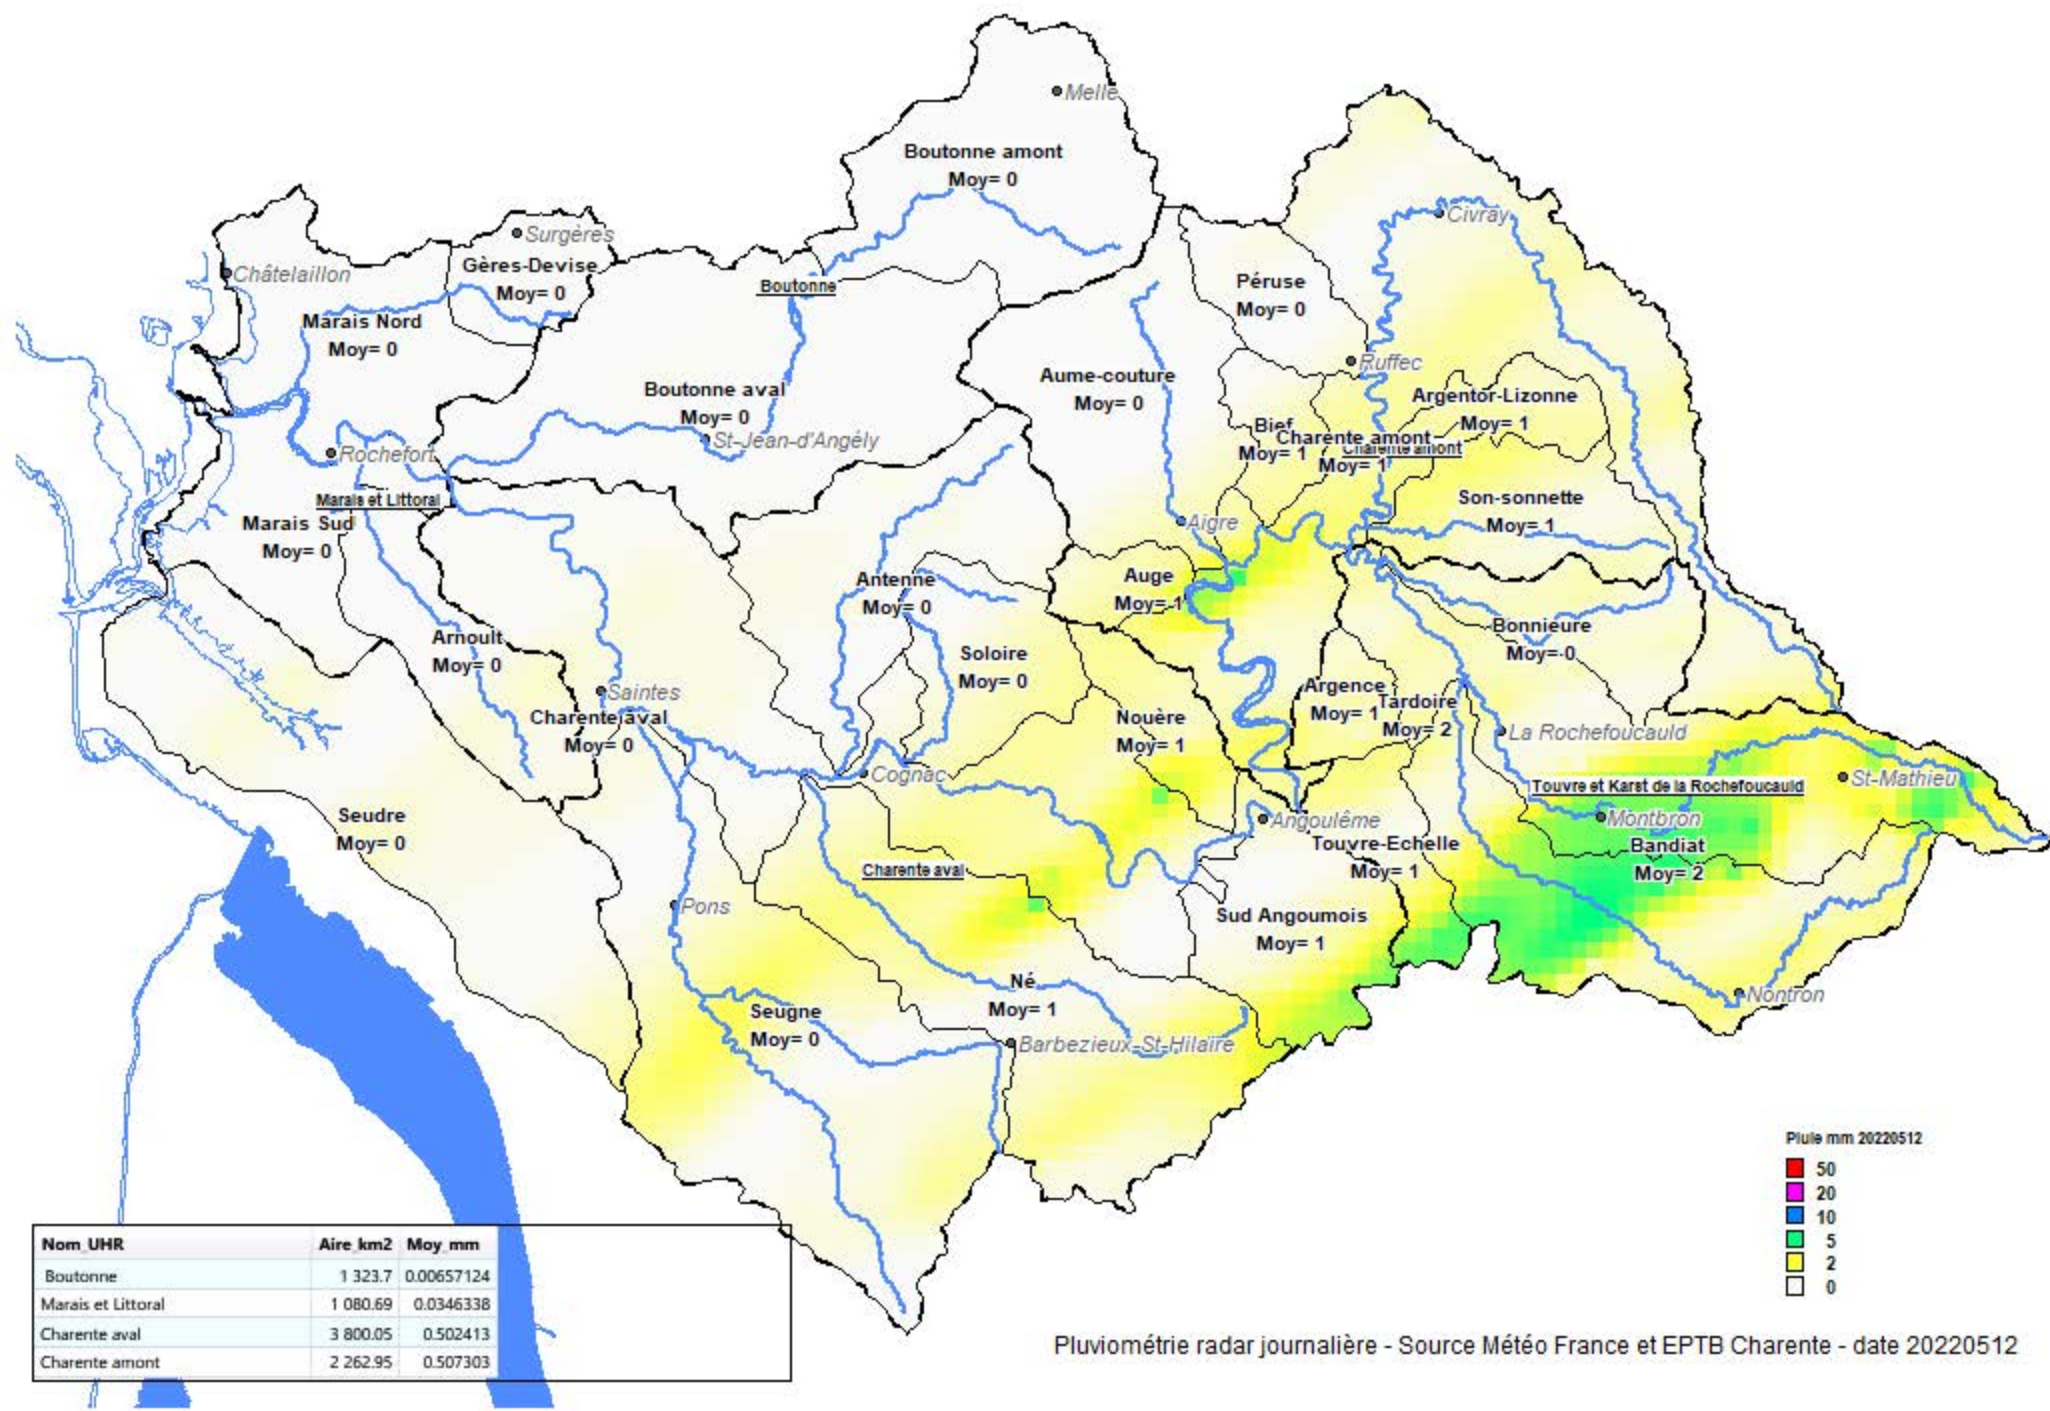 Melle
Boutonne amont
Moy= 0
Civray
Surgères
Châtelaillon
Gères-Devise
Moy= 0
Boutonne
Péruse
Moy= 0
Marais Nord
Moy= 0
Ruffec
Aume-couture
Moy= 0
Boutonne aval
Moy= 0
Argentor-Lizonne
Moy= 1
Bief
Moy= 1
Charente amont
Moy= 1
Charente amont
St-Jean-d'Angély
Rochefort
Marais et Littoral
Son-sonnette
Moy= 1
Marais Sud
Moy= 0
Aigre
Antenne
Moy= 0
Auge
Moy= 1
Arnoult
Moy= 0
Bonnieure
Moy= 0
Soloire
Moy= 0
Saintes
Argence
Moy= 1
Tardoire
Moy= 2
Charente aval
Moy= 0
Nouère
Moy= 1
La Rochefoucauld
Cognac
St-Mathieu
Touvre et Karst de la Rochefoucauld
Seudre
Moy= 0
Angoulême
Montbron
Touvre-Echelle
Moy= 1
Bandiat
Moy= 2
Charente aval
Pons
Sud Angoumois
Moy= 1
Né
Moy= 1
Nontron
Seugne
Moy= 0
Barbezieux-St-Hilaire
Pluie mm 20220512
50
20
10
5
2
0
Nom_UHR Aire_km2 Moy_mm
Boutonne 1 323.7 0.00657124
Marais et Littoral 1 080.69 0.0346338
Charente aval 3 800.05 0.502413
Charente amont 2 262.95 0.507303
Pluviométrie radar journalière - Source Météo France et EPTB Charente - date 20220512